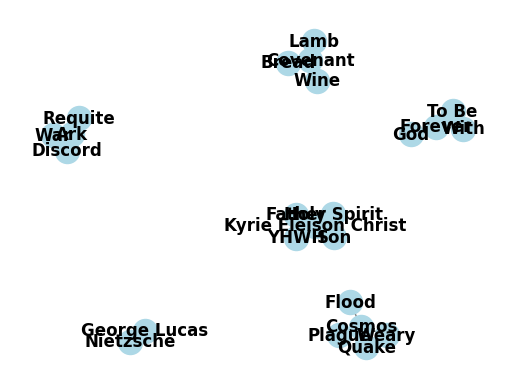 Lamb
Covenant
Bread
Wine
To Be
Forever
With
God
Requite
War
Ark
Discord
Father
Holy Spirit
Kyrie Eleison Christ
YHWH
Son
Flood
Cosmos
Plague
Weary
Quake
George Lucas
Nietzsche